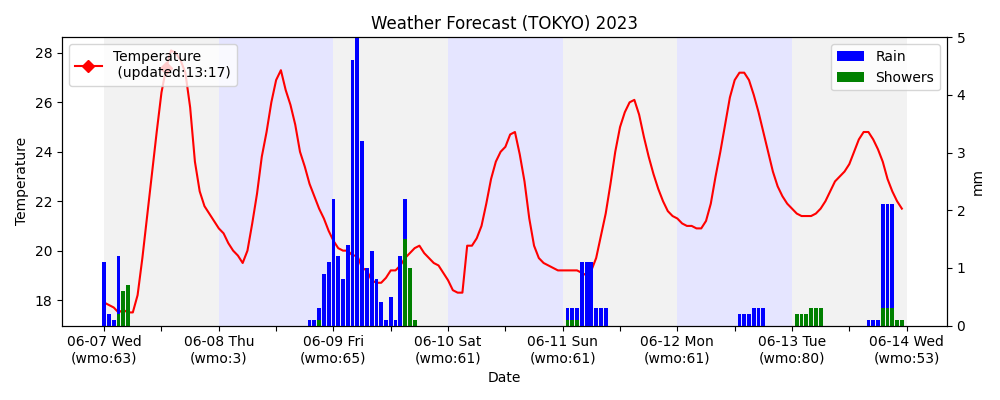 Weather Forecast (TOKYO) 2023
Temperature
(updated:13:17)
Rain
Showers
28
26
24
22
20
18
Temperature
5
4
3
2
1
0
mm
06-07 Wed
(wmo:63)
06-08 Thu
(wmo:3)
06-09 Fri
(wmo:65)
06-10 Sat
(wmo:61)
06-11 Sun
(wmo:61)
06-12 Mon
(wmo:61)
06-13 Tue
(wmo:80)
06-14 Wed
(wmo:53)
Date